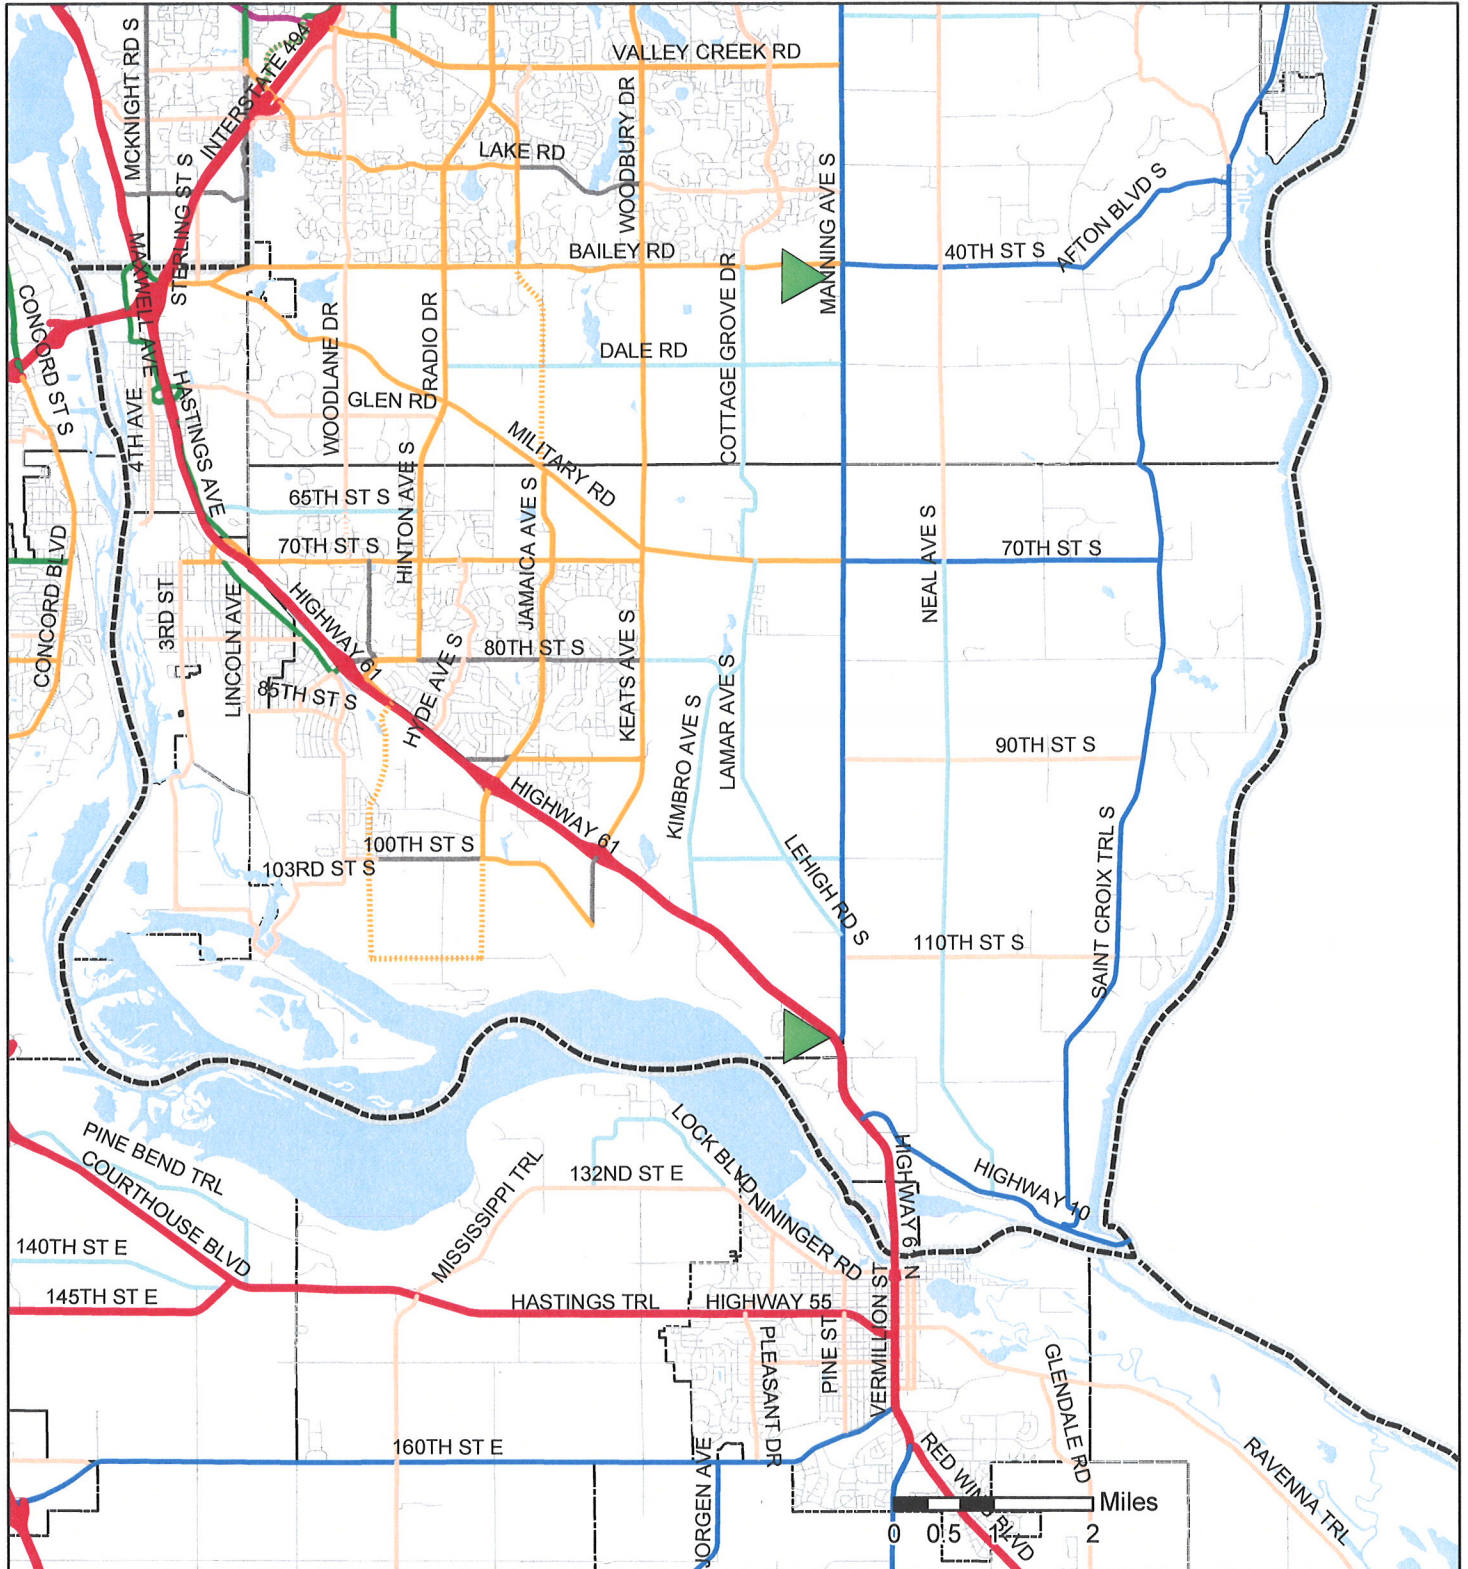 VALLEY CREEK RD
MCKNIGHT RD S
INTERSTATE 494
LAKE RD
WOODBURY DR
STERLING ST S
MANNING AVE S
AFTON BLVD S
BAILEY RD
40TH ST S
MAXWELL AVE
CONCORD ST S
WOODLANE DR
RADIO DR
COTTAGE GROVE DR
DALE RD
4TH AVE
HASTINGS AVE
GLEN RD
MILITARY RD
HINTON AVE S
65TH ST S
JAMAICA AVE S
NEAL AVE S
70TH ST S
70TH ST S
CONCORD BLVD
3RD ST
LINCOLN AVE
HIGHWAY 61
HYDE AVE S
80TH ST S
KEATS AVE S
85TH ST S
KIMBRO AVE S
LAMAR AVE S
90TH ST S
HIGHWAY 61
100TH ST S
103RD ST S
LEHIGH RD S
SAINT CROIX TRL S
110TH ST S
PINE BEND TRL
COURTHOUSE BLVD
LOCK BLVD
132ND ST E
MISSISSIPPI TRL
NININGER RD
HIGHWAY 6 N
HIGHWAY 10
140TH ST E
145TH ST E
HASTINGS TRL
HIGHWAY 55
VERMILLION ST
PINE ST
PLEASANT DR
GLENDALE RD
160TH ST E
JORGEN AVE
RED WING BLVD
RAVENNA TRL
Miles
0 0.5 1 2